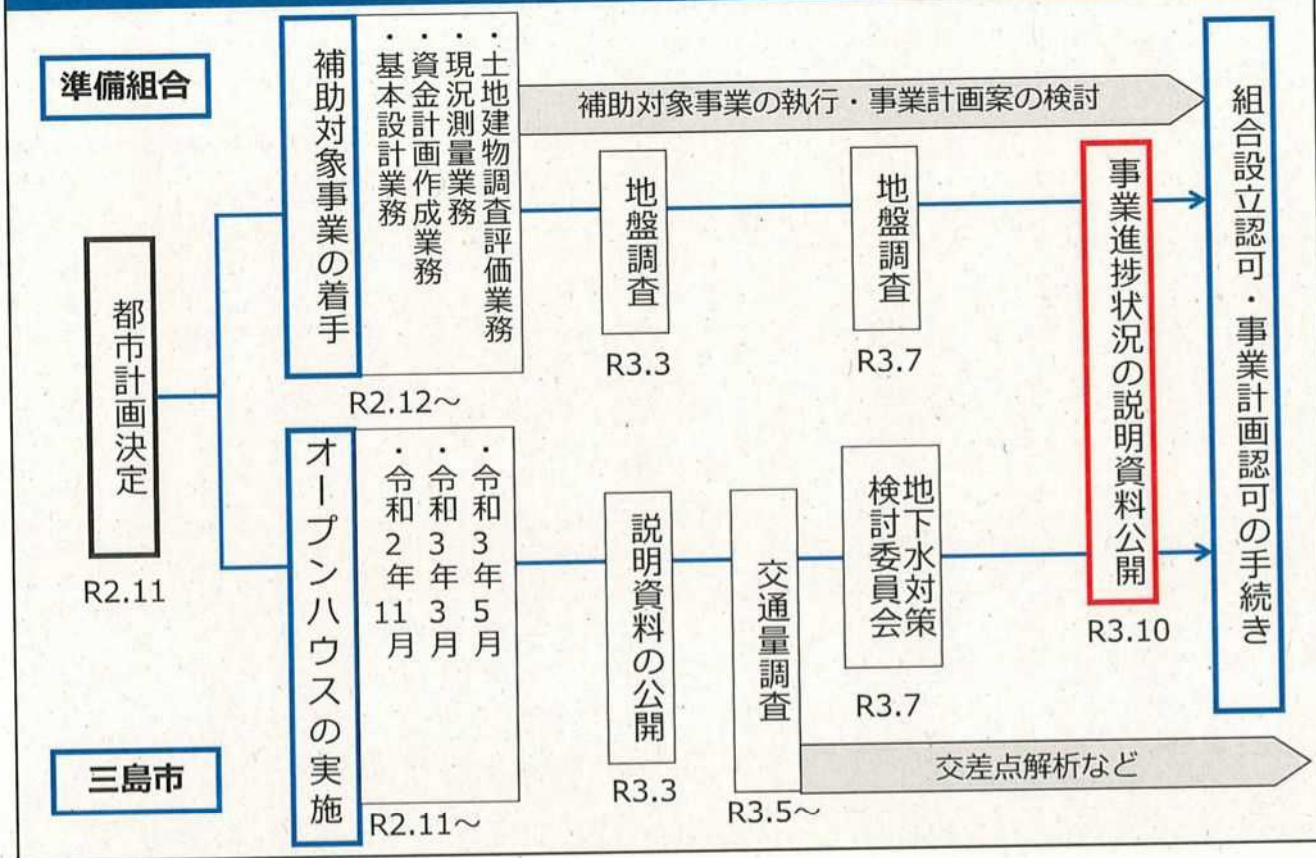 準備組合
都市計画決定
R2.11
補助対象事業の着手
・土地建物調査評価業務
・現況測量業務
・資金計画作成業務
・基本設計業務
R2.12～
補助対象事業の執行・事業計画案の検討
地盤調査
R3.3
地盤調査
R3.7
オープンハウスの実施
・令和3年5月
・令和3年3月
・令和2年11月
R2.11～
説明資料の公開
R3.3
交通量調査
R3.5～
地下水対策
検討委員会
R3.7
交差点解析など
事業進捗状況の説明資料公開
R3.10
組合設立認可・事業計画認可の手続き
三島市